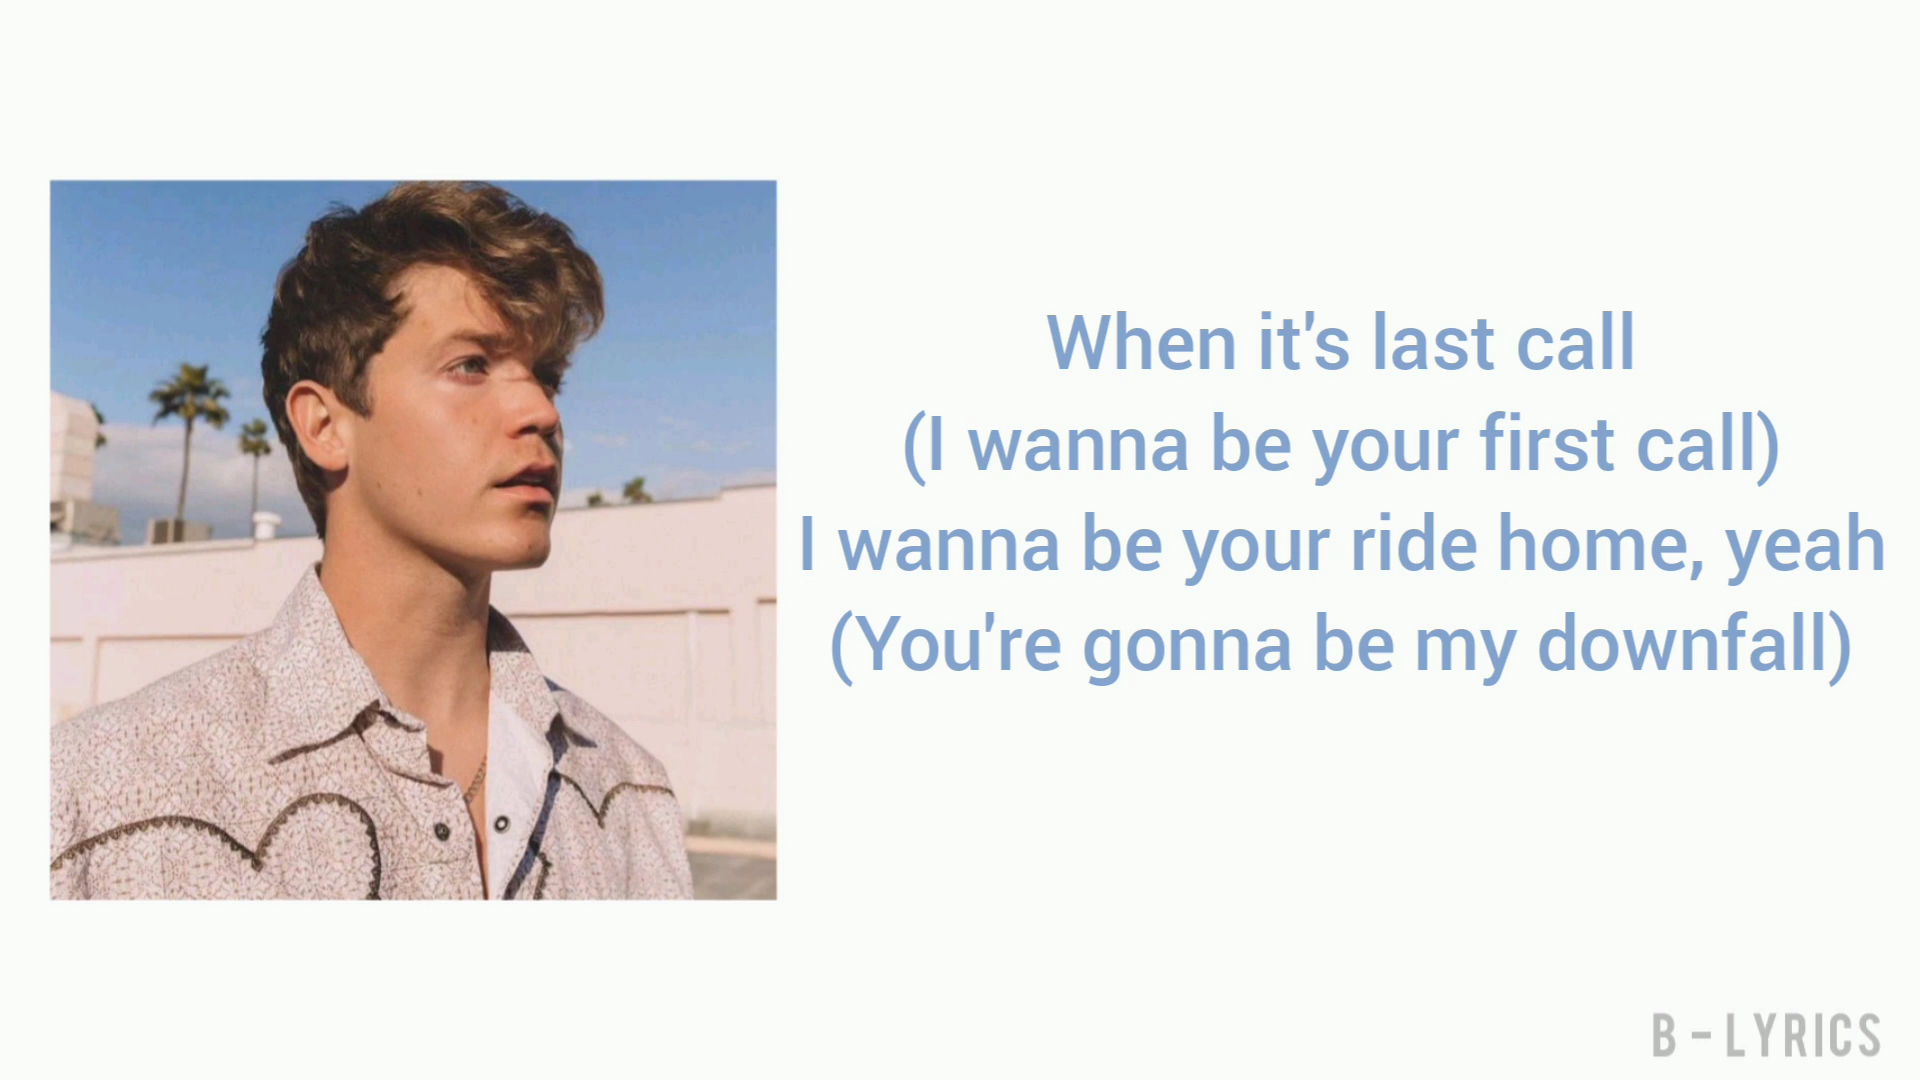 When it's last call
(I wanna be your first call)
I wanna be your ride home, yeah
(You're gonna be my downfall)
B - LYRICS